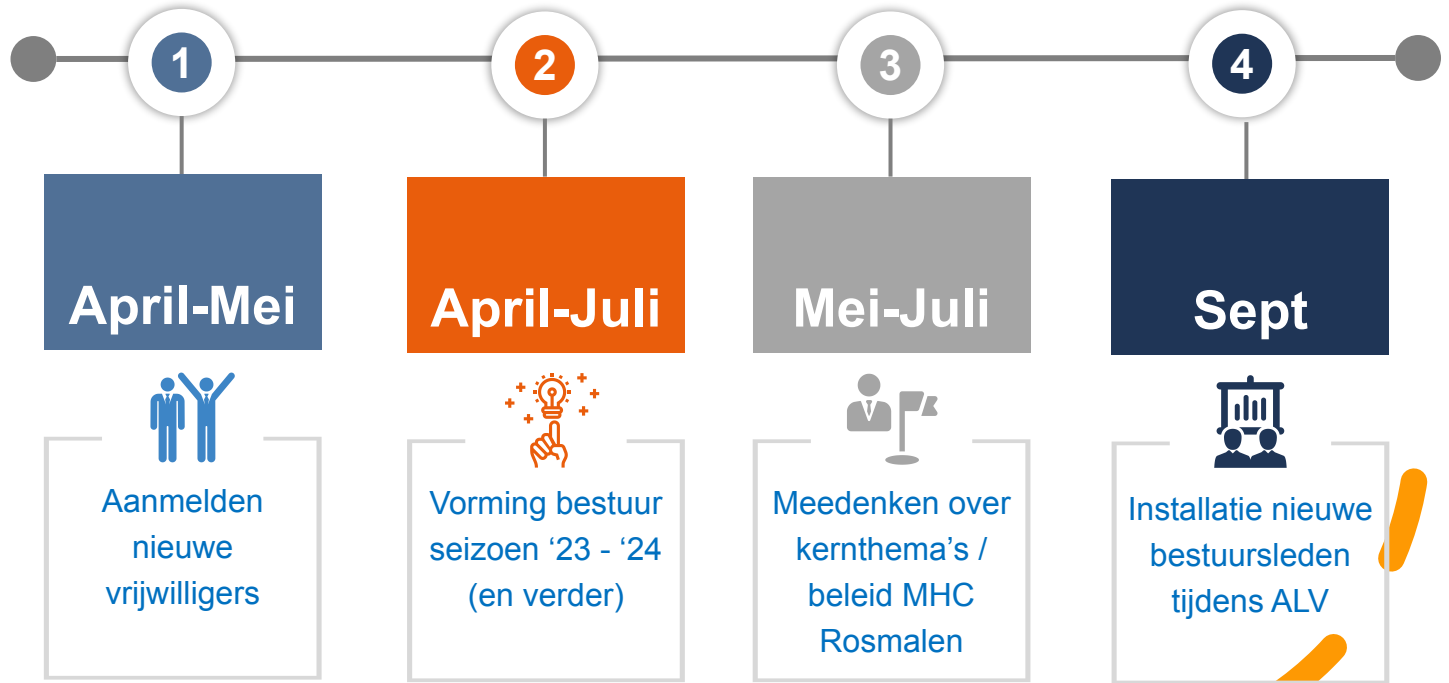 1
2
3
4
April-Mei
April-Juli
Mei-Juli
Sept
Aanmelden
nieuwe
vrijwilligers
Vorming bestuur
seizoen ‘23 - ‘24
(en verder)
Meedenken over
kernthema’s /
beleid MHC
Rosmalen
Installatie nieuwe
bestuursleden
tijdens ALV